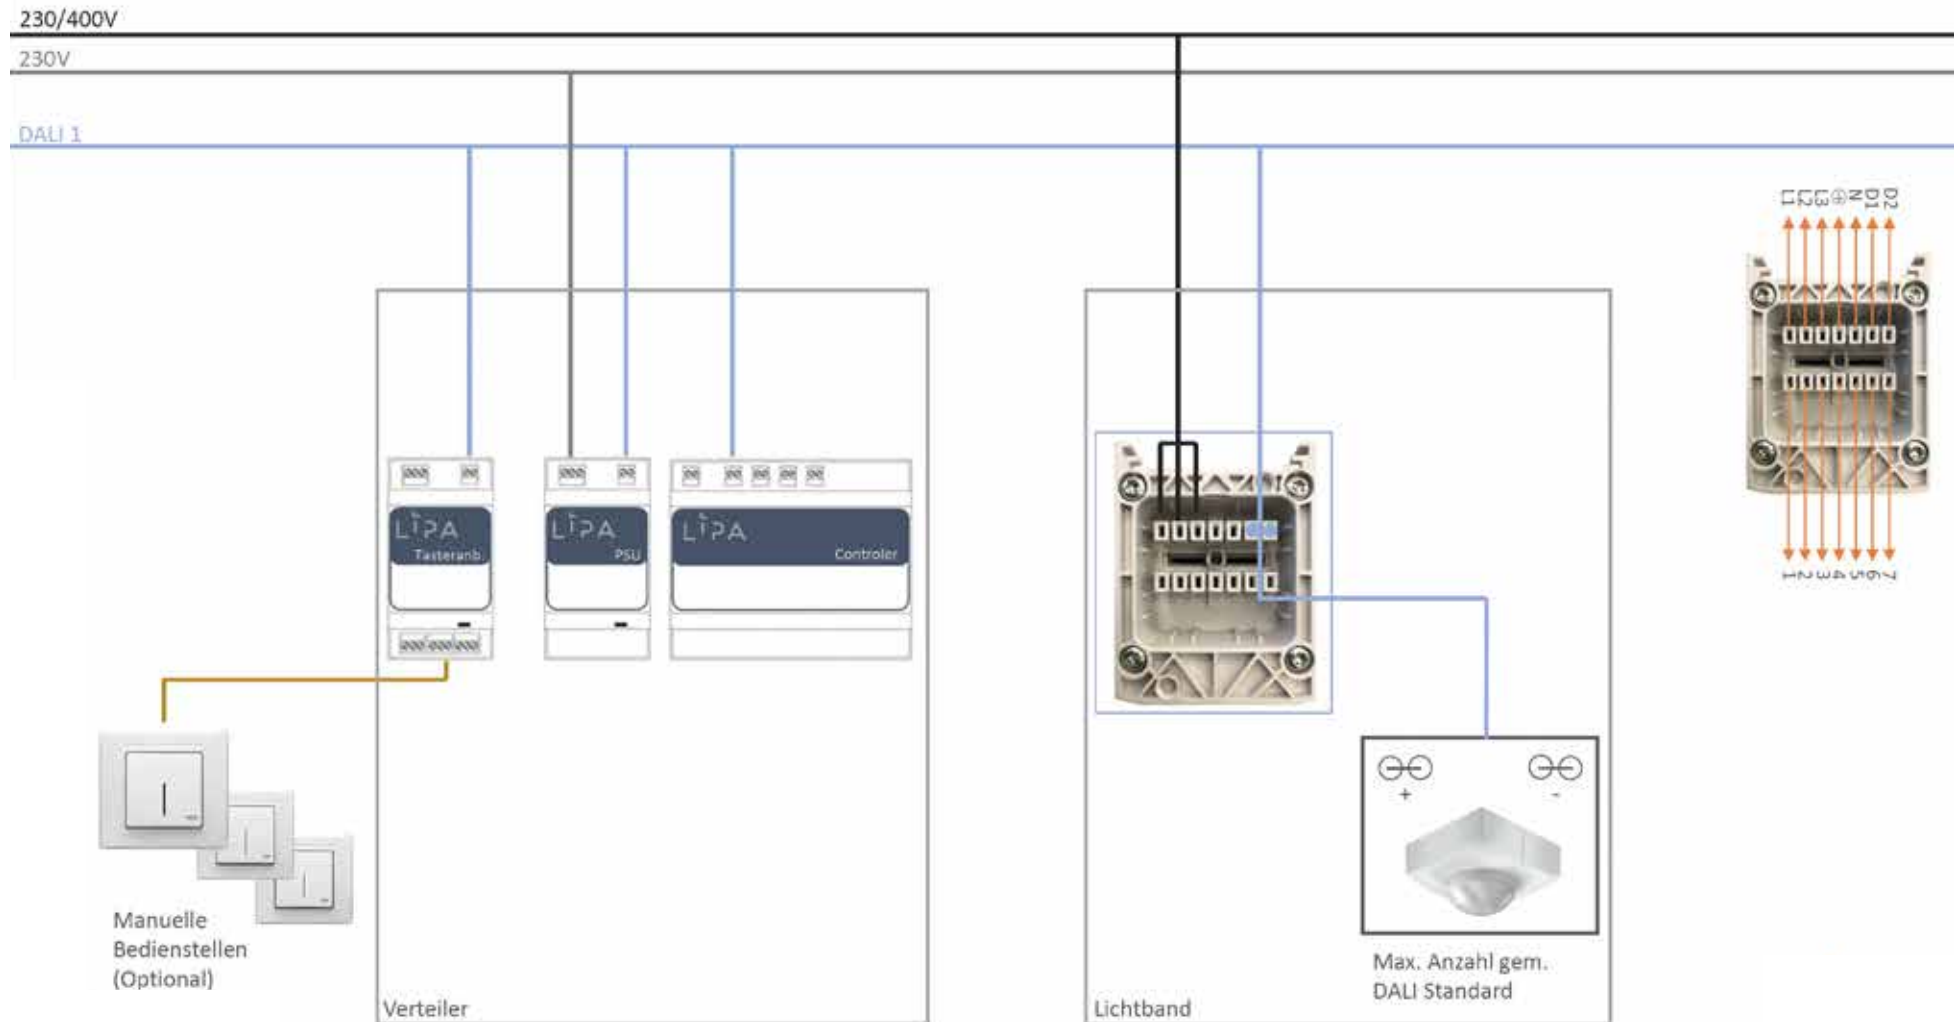 230/400V
230V
DALI 1
L1 L2 L3 ⏚ N D1 D2
1 2 3 4 5 6 7
LiPA
Tasteranb.
LiPA
PSU
LiPA
Controler
+ -
Manuelle
Bedienstellen
(Optional)
Max. Anzahl gem.
DALI Standard
Verteiler
Lichtband